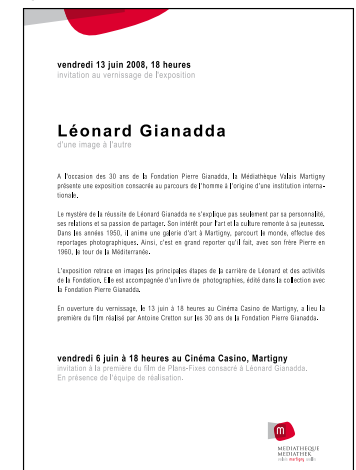 vendredi 13 juin 2008, 18 heures
invitation au vernissage de l'exposition
Léonard Gianadda
d'une image à l'autre
A l'occasion des 30 ans de la Fondation Pierre Gianadda, la Médiathèque Valais Martigny
présente une exposition consacrée au parcours de l'homme à l'origine d'une institution interna-
tionale.
Le mystère de la réussite de Léonard Gianadda ne s'explique pas seulement par sa personnalité,
ses relations et sa passion de partager. Son intérêt pour l'art et la culture remonte à sa jeunesse.
Dans les années 1950, il anime une galerie d'art à Martigny, parcourt le monde, effectue des
reportages photographiques. Ainsi, c'est en grand reporter qu'il fait, avec son frère Pierre en
1960, le tour de la Méditerranée.
L'exposition retrace en images les principales étapes de la carrière de Léonard et des activités
de la Fondation. Elle est accompagnée d'un livre de photographies, édité dans la collection avec
la Fondation Pierre Gianadda.
En ouverture du vernissage, le 13 juin à 18 heures au Cinéma Casino de Martigny, a lieu la
première du film réalisé par Antoine Cretton sur les 30 ans de la Fondation Pierre Gianadda.
vendredi 6 juin à 18 heures au Cinéma Casino, Martigny
invitation à la première du film de Plans-Fixes consacré à Léonard Gianadda.
En présence de l'équipe de réalisation.
m
MEDIATHEQUE
MEDIATHEK
martigny